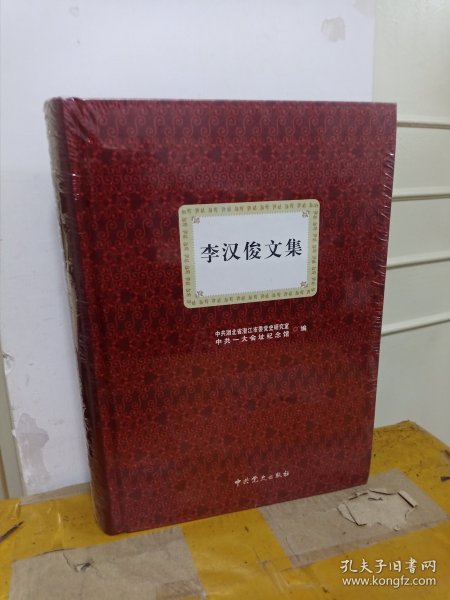 李汉俊文集
中共湖北省潜江市委党史研究室
中共一大会址纪念馆
编
中共党史出版社
孔夫子旧书网
www.kongfz.com